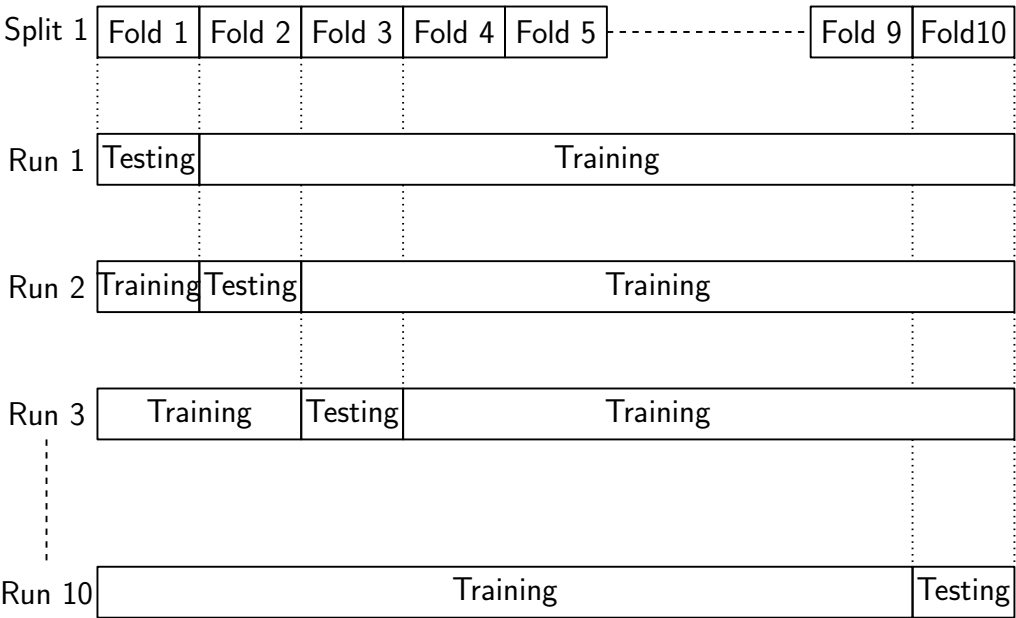 Split 1 Fold 1 Fold 2 Fold 3 Fold 4 Fold 5 Fold 9 Fold10
Run 1 Testing Training
Run 2 Training Testing Training
Run 3 Training Testing Training
Run 10 Training Testing